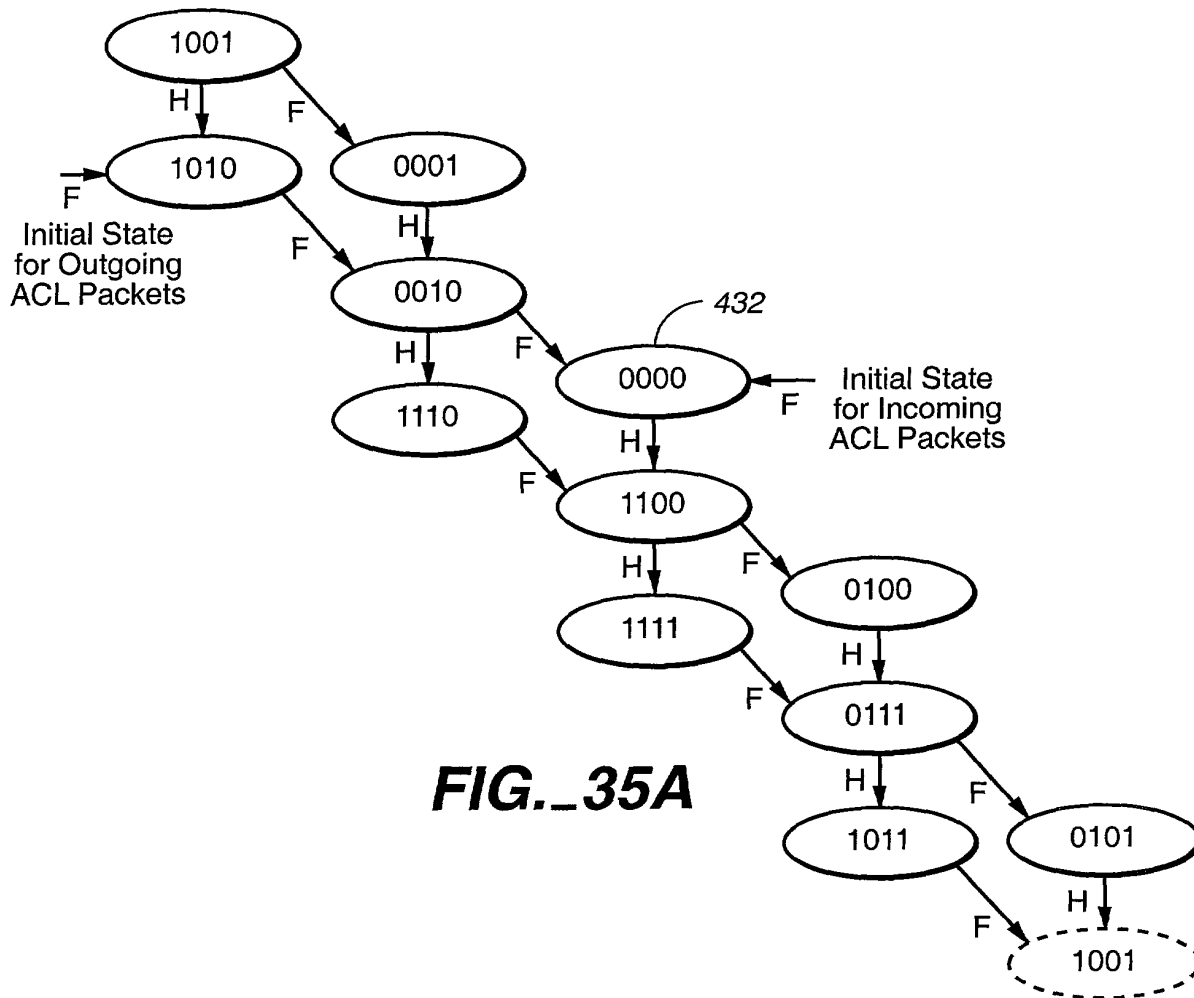 1001
H
F
1010
0001
F
Initial State
for Outgoing
ACL Packets
F
H
0010
432
H
F
0000
F
Initial State
for Incoming
ACL Packets
1110
H
F
1100
H
F
0100
1111
H
F
0111
FIG._35A
H
F
1011
0101
F
H
1001